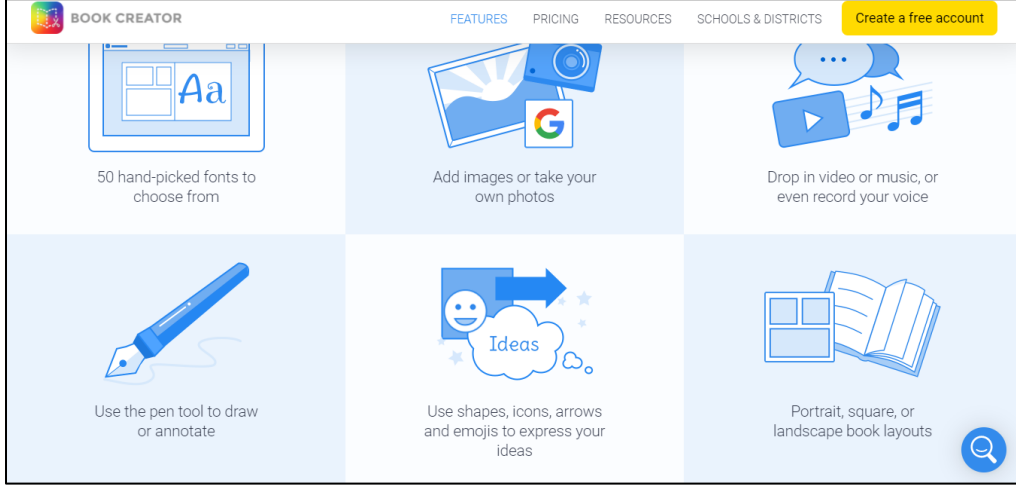 BOOK CREATOR
FEATURES
PRICING
RESOURCES
SCHOOLS & DISTRICTS
Create a free account
Aa
G
50 hand-picked fonts to
choose from
Add images or take your
own photos
Drop in video or music, or
even record your voice
Ideas
Use the pen tool to draw
or annotate
Use shapes, icons, arrows
and emojis to express your
ideas
Portrait, square, or
landscape book layouts